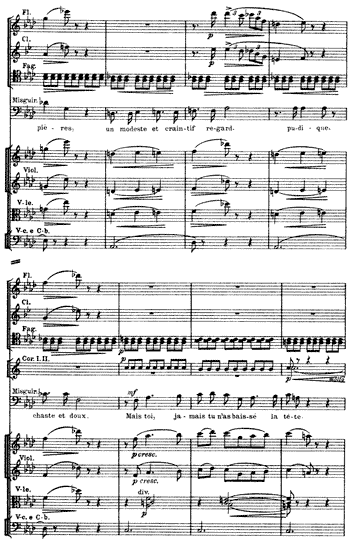 Fl.
Cl.
Fag.
Misguir.
p
pie - res; un modeste et crain-tif re-gard. pu-di-que.
Viol.
V-le.
V-c. e C-b.
Fl.
Cl.
Fag.
p
Cor. I. II.
p
Misguir.
mf
chaste et doux. Mais toi, ja - mais tu n'as bais-sé la tê-te
p cresc.
Viol.
p cresc.
V-le.
div.
V-c. e C-b.